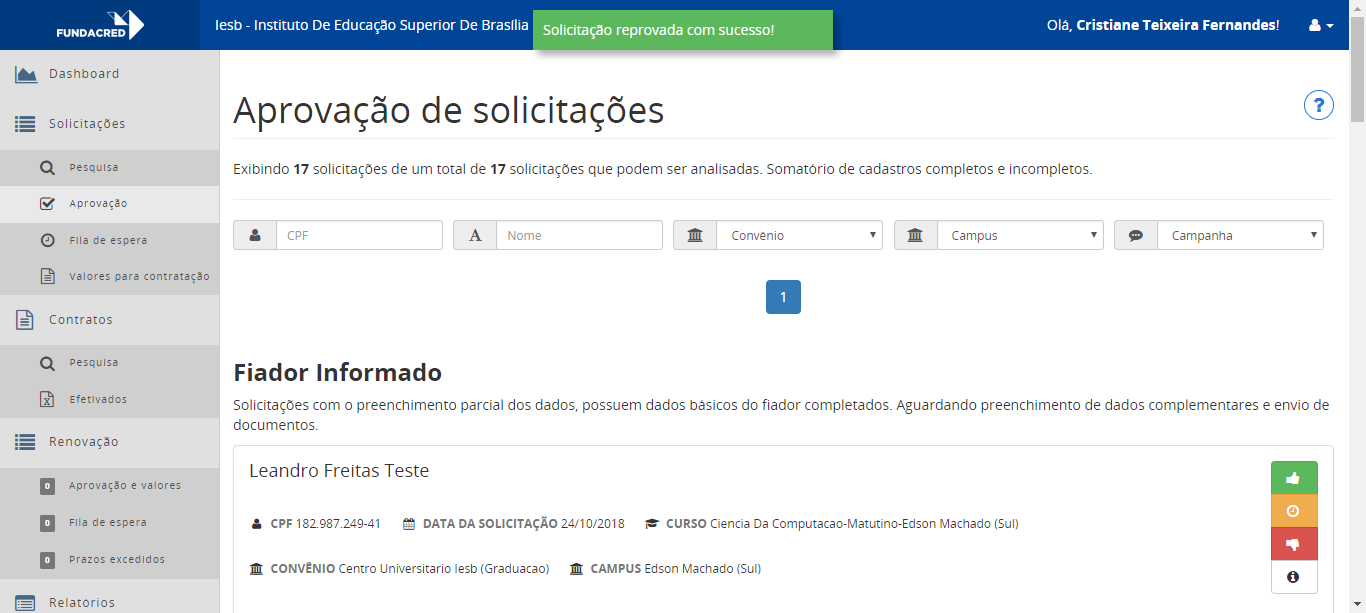 FUNDACRED
Iesb - Instituto De Educação Superior De Brasília
Solicitação reprovada com sucesso!
Olá, Cristiane Teixeira Fernandes!
Dashboard
Solicitações
Pesquisa
Aprovação
Fila de espera
Valores para contratação
Contratos
Pesquisa
Efetivados
Renovação
0 Aprovação e valores
0 Fila de espera
0 Prazos excedidos
Relatórios
Aprovação de solicitações
?
Exibindo 17 solicitações de um total de 17 solicitações que podem ser analisadas. Somatório de cadastros completos e incompletos.
CPF
A Nome
Convênio
Campus
Campanha
1
Fiador Informado
Solicitações com o preenchimento parcial dos dados, possuem dados básicos do fiador completados. Aguardando preenchimento de dados complementares e envio de
documentos.
Leandro Freitas Teste
CPF 182.987.249-41 DATA DA SOLICITAÇÃO 24/10/2018 CURSO Ciencia Da Computacao-Matutino-Edson Machado (Sul)
CONVÊNIO Centro Universitario Iesb (Graduacao) CAMPUS Edson Machado (Sul)